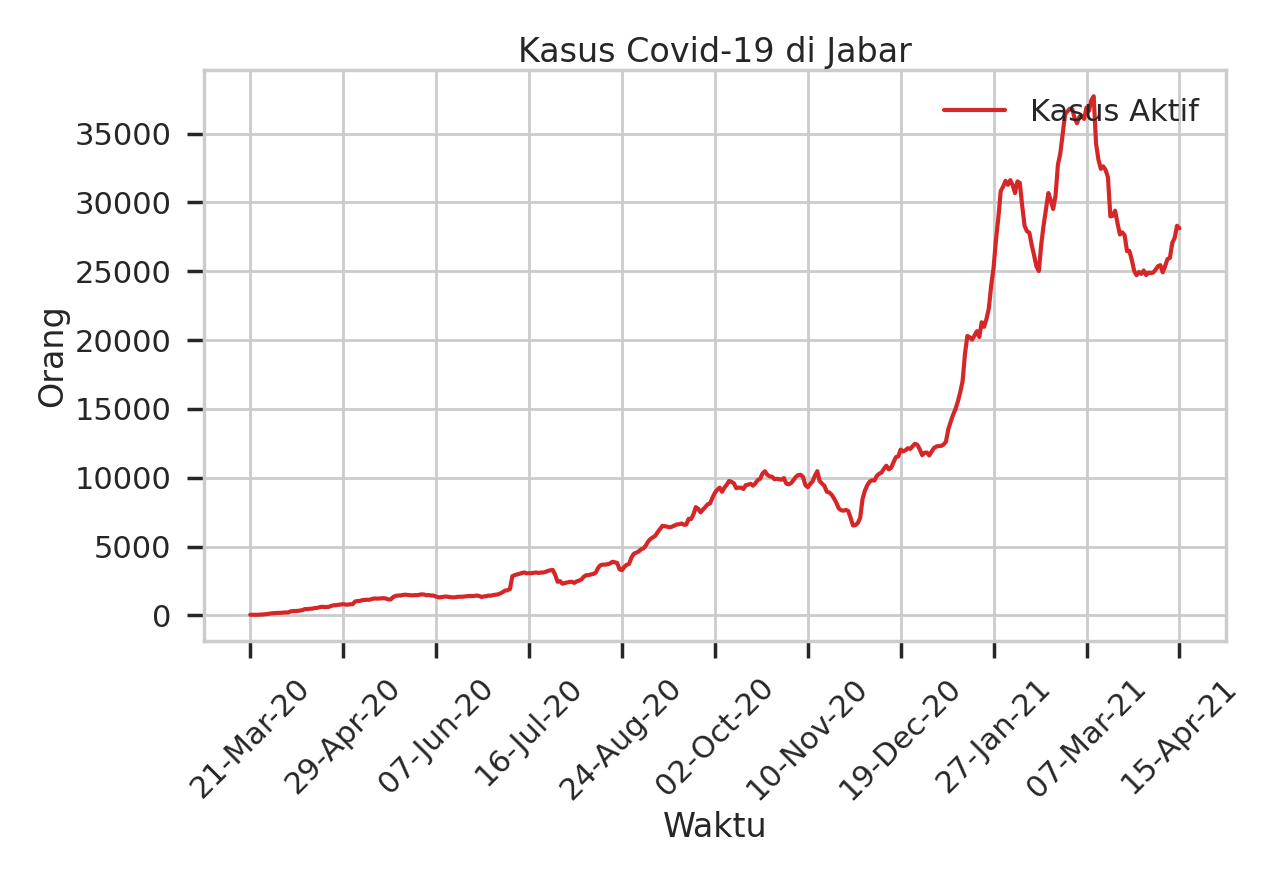 Kasus Covid-19 di Jabar
Kasus Aktif
35000
30000
25000
20000
15000
10000
5000
0
Orang
21-Mar-20
29-Apr-20
07-Jun-20
16-Jul-20
24-Aug-20
02-Oct-20
10-Nov-20
19-Dec-20
27-Jan-21
07-Mar-21
15-Apr-21
Waktu